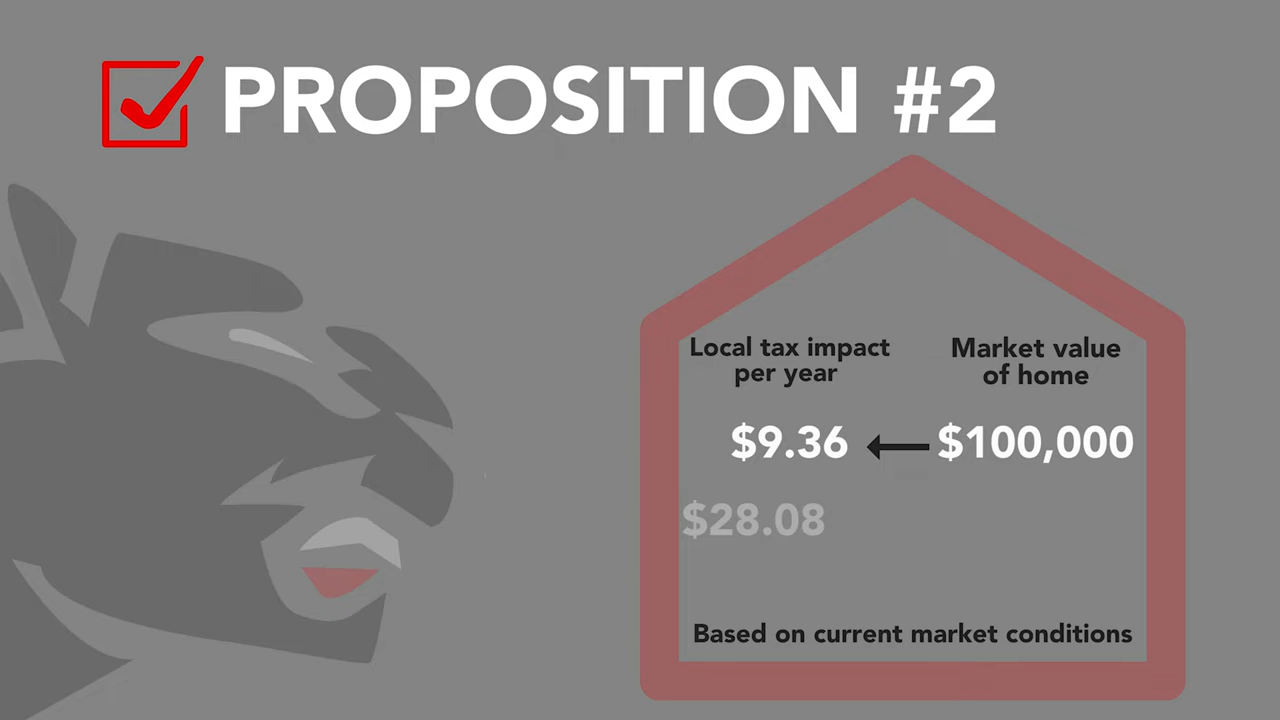 PROPOSITION #2
Local tax impact
per year
Market value
of home
$9.36
$100,000
$28.08
Based on current market conditions